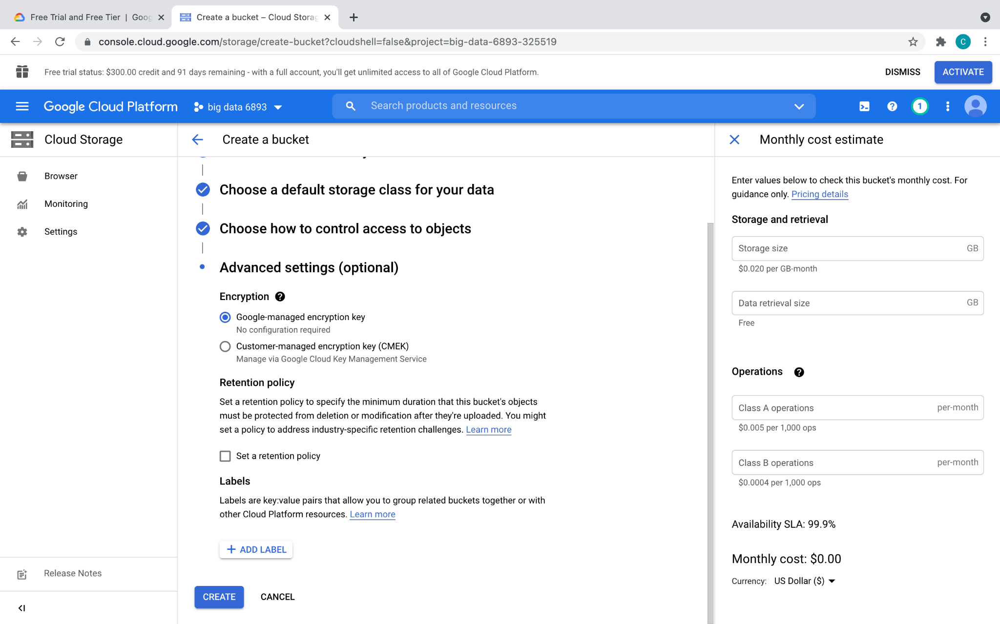 Free Trial and Free Tier | Goog
Create a bucket – Cloud Storag
console.cloud.google.com/storage/create-bucket?cloudshell=false&project=big-data-6893-325519
C
Free trial status: $300.00 credit and 91 days remaining - with a full account, you'll get unlimited access to all of Google Cloud Platform.
DISMISS
ACTIVATE
Google Cloud Platform
big data 6893
Search products and resources
1
Cloud Storage
Create a bucket
Monthly cost estimate
Browser
Monitoring
Settings
Choose a default storage class for your data
Choose how to control access to objects
Advanced settings (optional)
Encryption
Google-managed encryption key
No configuration required
Customer-managed encryption key (CMEK)
Manage via Google Cloud Key Management Service
Retention policy
Set a retention policy to specify the minimum duration that this bucket's objects
must be protected from deletion or modification after they're uploaded. You might
set a policy to address industry-specific retention challenges. Learn more
Set a retention policy
Labels
Labels are key:value pairs that allow you to group related buckets together or with
other Cloud Platform resources. Learn more
+ ADD LABEL
CREATE
CANCEL
Release Notes
Enter values below to check this bucket's monthly cost. For
guidance only. Pricing details
Storage and retrieval
Storage size GB
$0.020 per GB-month
Data retrieval size GB
Free
Operations
Class A operations per-month
$0.005 per 1,000 ops
Class B operations per-month
$0.0004 per 1,000 ops
Availability SLA: 99.9%
Monthly cost: $0.00
Currency: US Dollar ($)